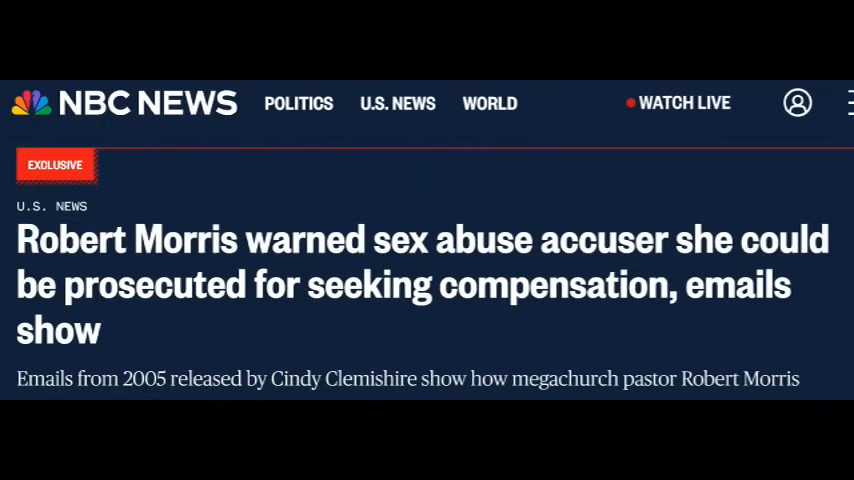 NBC NEWS POLITICS U.S. NEWS WORLD WATCH LIVE
EXCLUSIVE
U.S. NEWS
Robert Morris warned sex abuse accuser she could
be prosecuted for seeking compensation, emails
show
Emails from 2005 released by Cindy Clemishire show how megachurch pastor Robert Morris